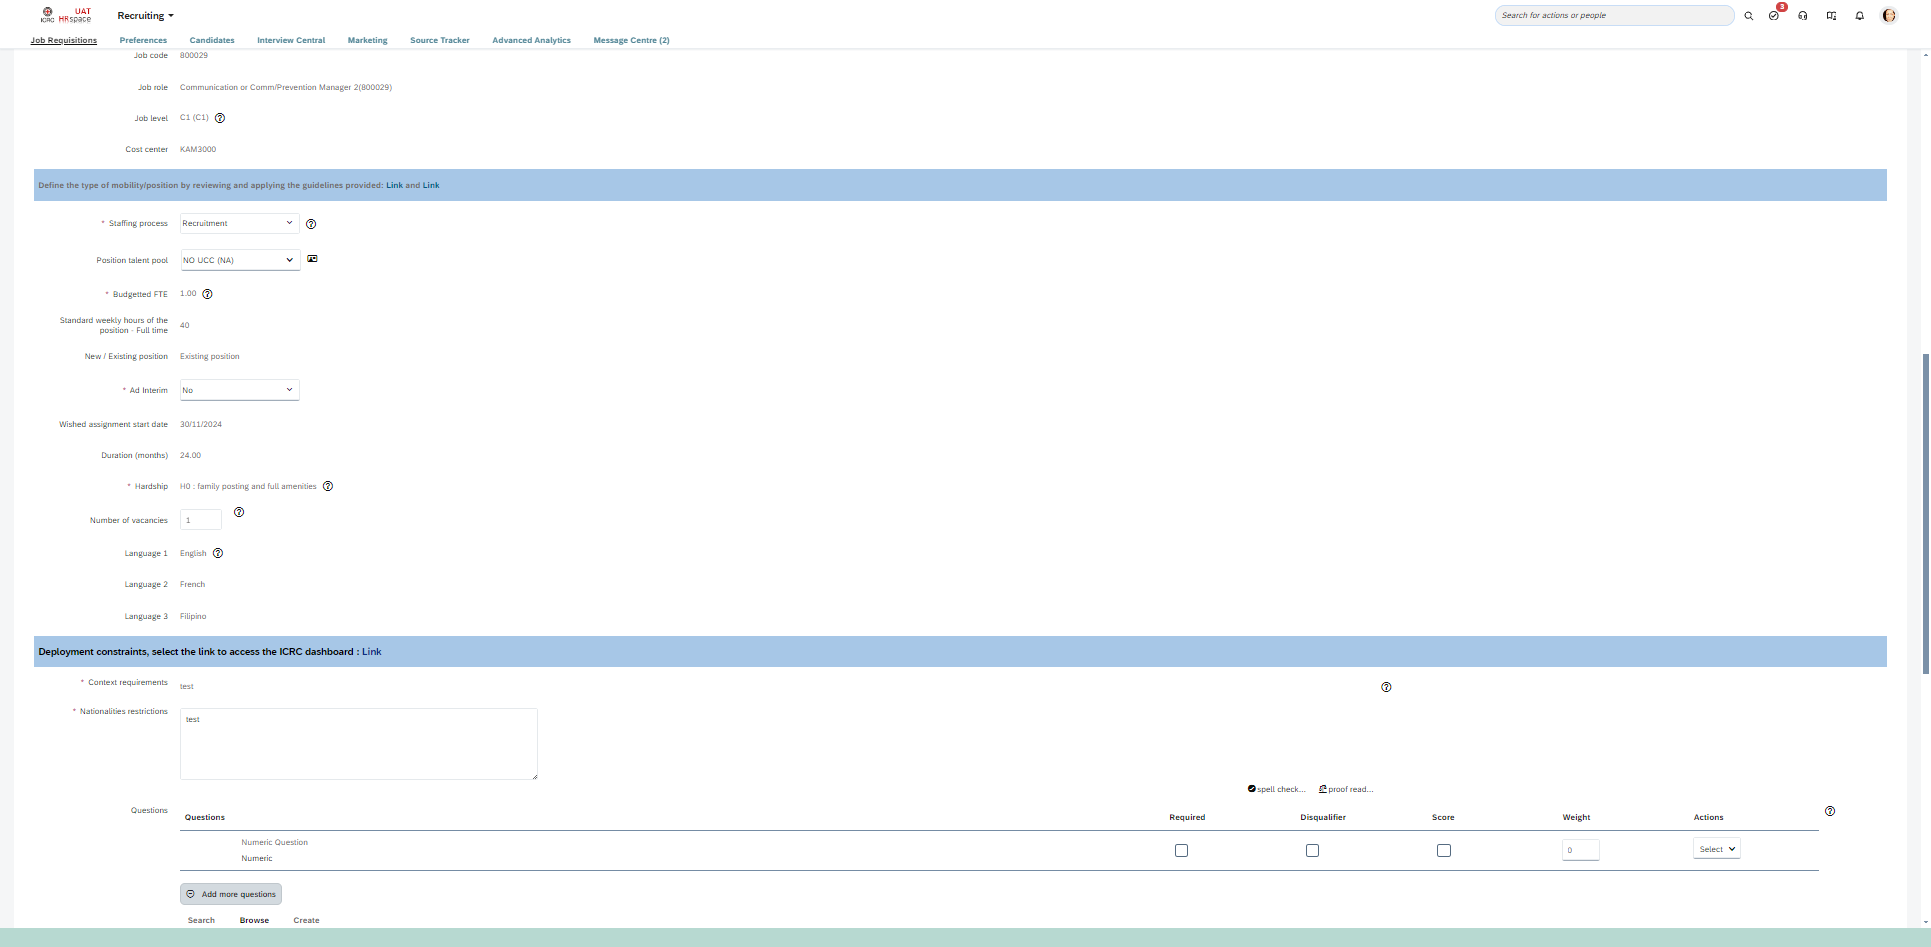 ICRC UAT HRspace Recruiting Search for actions or people 3
Job Requisitions Preferences Candidates Interview Central Marketing Source Tracker Advanced Analytics Message Centre (2)
Job code 800029
Job role Communication or Comm/Prevention Manager 2(800029)
Job level C1 (C1)
Cost center KAM3000
Define the type of mobility/position by reviewing and applying the guidelines provided: Link and Link
* Staffing process Recruitment
Position talent pool NO UCC (NA)
* Budgetted FTE 1.00
Standard weekly hours of the
position - Full time 40
New / Existing position Existing position
* Ad Interim No
Wished assignment start date 30/11/2024
Duration (months) 24.00
* Hardship H0 : family posting and full amenities
Number of vacancies 1
Language 1 English
Language 2 French
Language 3 Filipino
Deployment constraints, select the link to access the ICRC dashboard : Link
* Context requirements test
* Nationalities restrictions test
spell check... proof read...
Questions Questions Required Disqualifier Score Weight Actions
Numeric Question
Numeric 0 Select
Add more questions
Search Browse Create